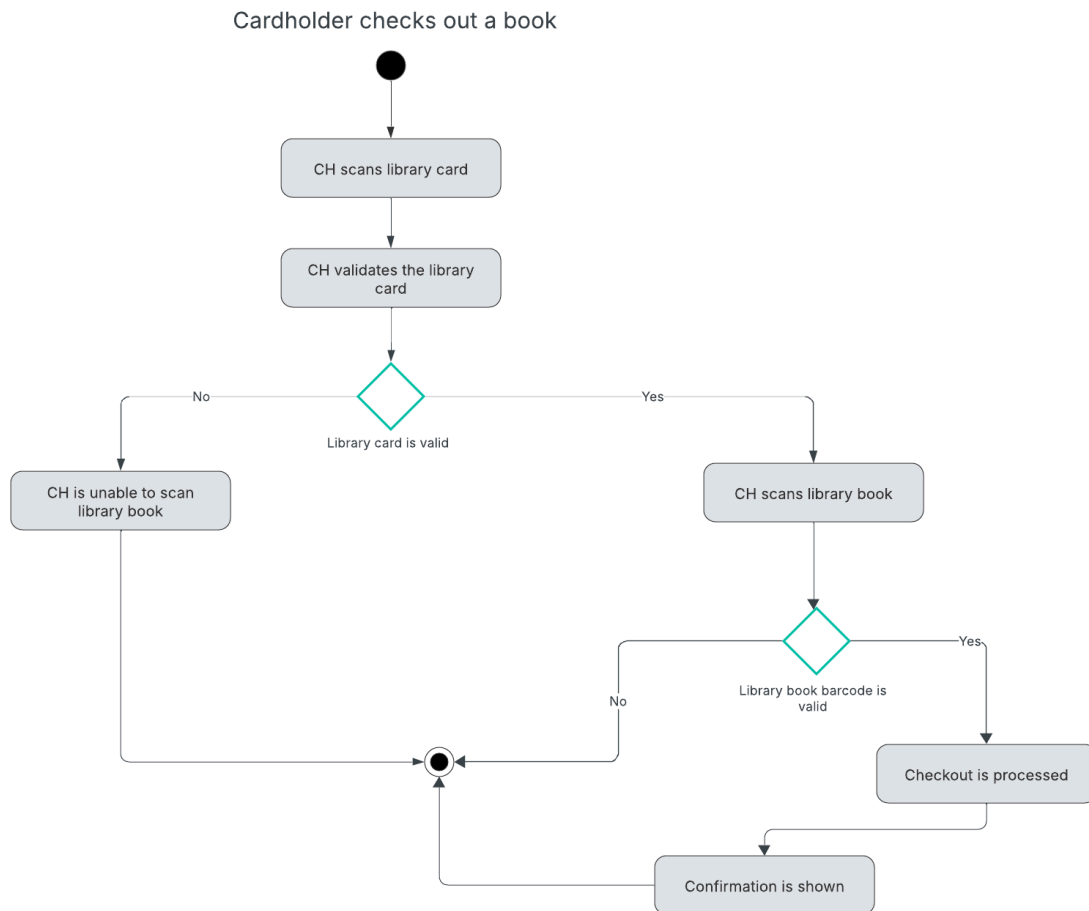 Cardholder checks out a book
CH scans library card
CH validates the library
card
No
Yes
Library card is valid
CH is unable to scan
library book
CH scans library book
Yes
Library book barcode is
valid
No
Checkout is processed
Confirmation is shown